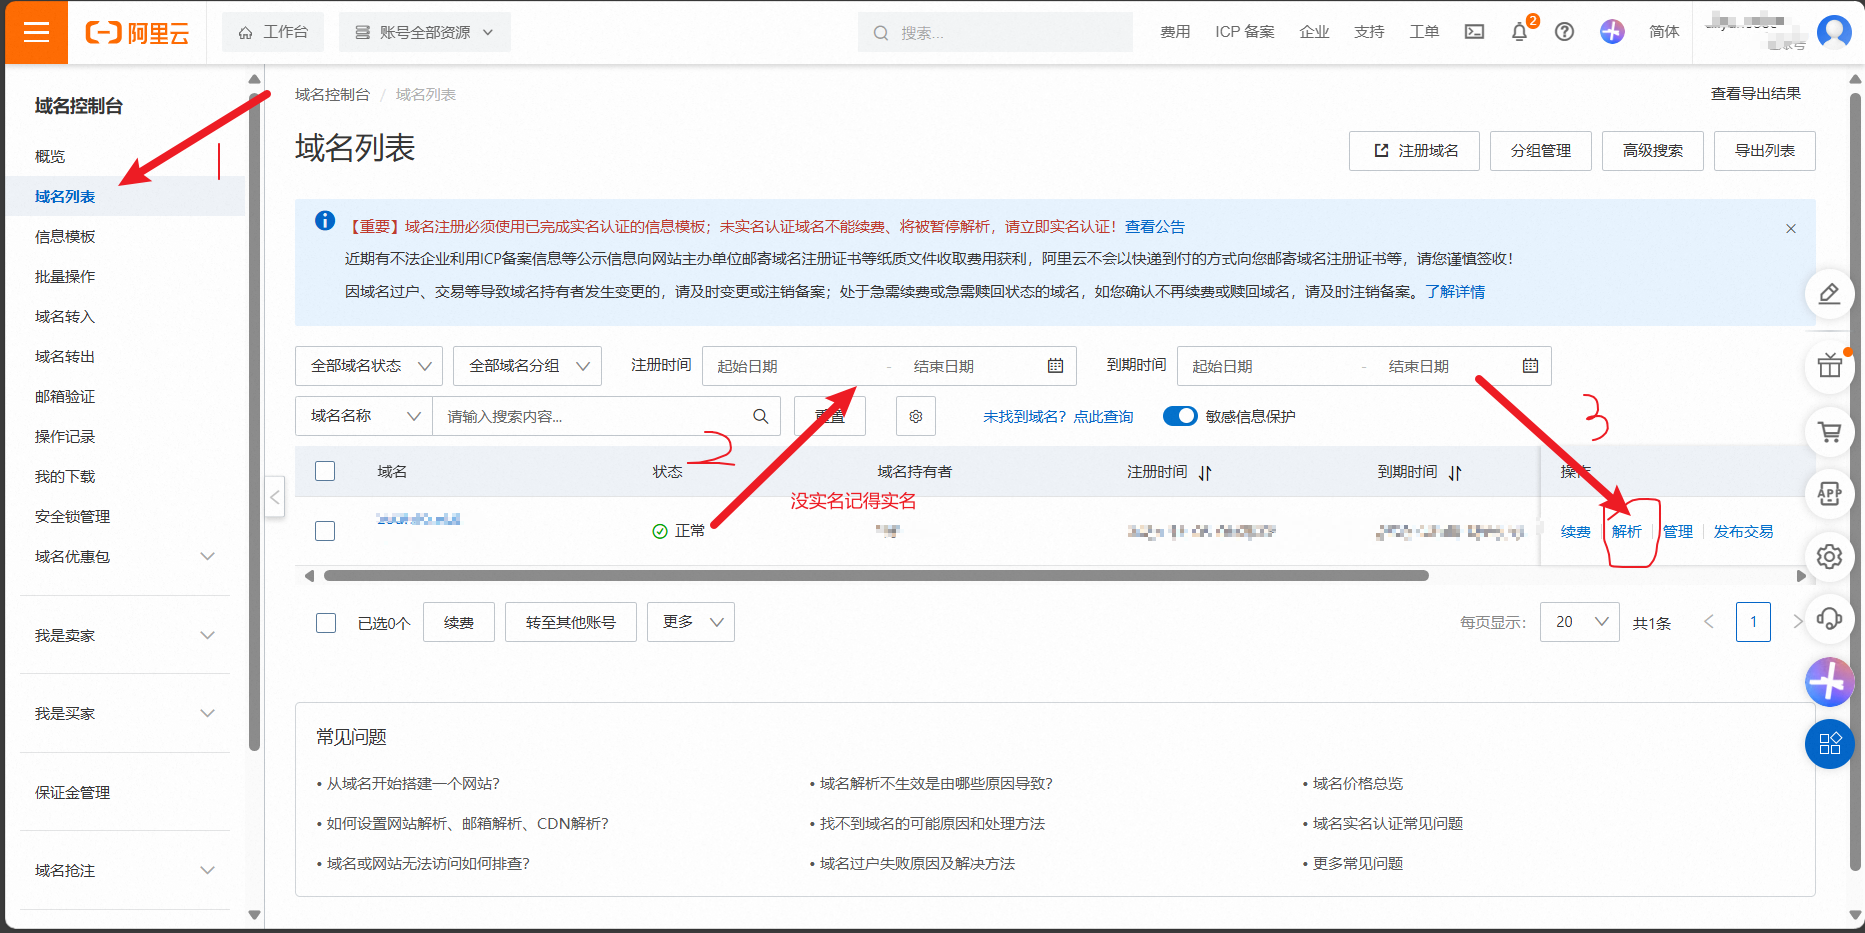 阿里云
工作台
账号全部资源
搜索...
费用
ICP 备案
企业
支持
工单
2
简体
域名控制台
概览
域名列表
信息模板
批量操作
域名转入
域名转出
邮箱验证
操作记录
我的下载
安全锁管理
域名优惠包
我是卖家
我是买家
保证金管理
域名抢注
1
域名控制台 / 域名列表
查看导出结果
域名列表
注册域名
分组管理
高级搜索
导出列表
【重要】域名注册必须使用已完成实名认证的信息模板；未实名认证域名不能续费、将被暂停解析，请立即实名认证！查看公告
近期有不法企业利用ICP备案信息等公示信息向网站主办单位邮寄域名注册证书等纸质文件收取费用获利，阿里云不会以快递到付的方式向您邮寄域名注册证书等，请您谨慎签收！
因域名过户、交易等导致域名持有者发生变更的，请及时变更或注销备案；处于急需续费或急需赎回状态的域名，如您确认不再续费或赎回域名，请及时注销备案。了解详情
全部域名状态
全部域名分组
注册时间
起始日期 - 结束日期
到期时间
起始日期 - 结束日期
域名名称
请输入搜索内容...
重置
未找到域名？点此查询
敏感信息保护
2
3
域名
状态
域名持有者
注册时间
到期时间
操作
没实名记得实名
正常
续费
解析
管理
发布交易
已选0个
续费
转至其他账号
更多
每页显示：
20
共1条
1
APP
常见问题
• 从域名开始搭建一个网站?
• 域名解析不生效是由哪些原因导致?
• 域名价格总览
• 如何设置网站解析、邮箱解析、CDN解析?
• 找不到域名的可能原因和处理方法
• 域名实名认证常见问题
• 域名或网站无法访问如何排查?
• 域名过户失败原因及解决方法
• 更多常见问题